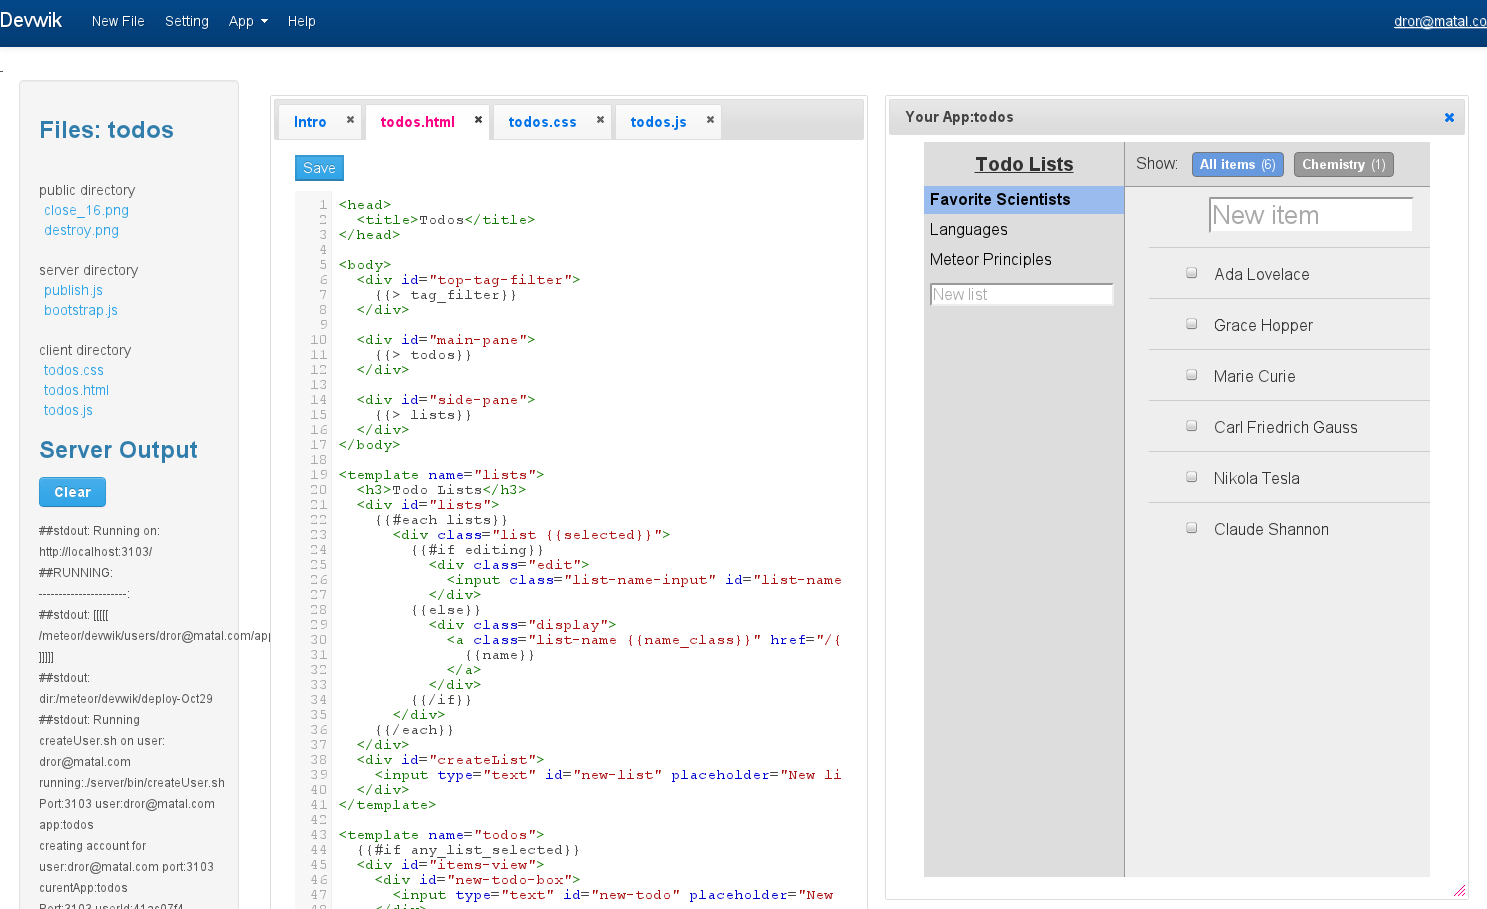 Devwik New File Setting App Help dror@matal.co
Files: todos
public directory
close_16.png
destroy.png
server directory
publish.js
bootstrap.js
client directory
todos.css
todos.html
todos.js
Server Output
Clear
##stdout: Running on:
http://localhost:3103/
##RUNNING:
----------------------:
##stdout: [[[[[
/meteor/devwik/users/dror@matal.com/app
]]]]]
##stdout:
dir:/meteor/devwik/deploy-Oct29
##stdout: Running
createUser.sh on user:
dror@matal.com
running:./server/bin/createUser.sh
Port:3103 user:dror@matal.com
app:todos
creating account for
user:dror@matal.com port:3103
curentApp:todos
Port:3103 userId:41ac07f4
Intro × todos.html × todos.css × todos.js ×
Save
1 <head>
2   <title>Todos</title>
3 </head>
4
5 <body>
6   <div id="top-tag-filter">
7     {{> tag_filter}}
8   </div>
9
10   <div id="main-pane">
11     {{> todos}}
12   </div>
13
14   <div id="side-pane">
15     {{> lists}}
16   </div>
17 </body>
18
19 <template name="lists">
20   <h3>Todo Lists</h3>
21   <div id="lists">
22     {{#each lists}}
23       <div class="list {{selected}}">
24         {{#if editing}}
25           <div class="edit">
26             <input class="list-name-input" id="list-name
27           </div>
28         {{else}}
29           <div class="display">
30             <a class="list-name {{name_class}}" href="/{
31               {{name}}
32             </a>
33           </div>
34         {{/if}}
35       </div>
36     {{/each}}
37   </div>
38   <div id="createList">
39     <input type="text" id="new-list" placeholder="New li
40   </div>
41 </template>
42
43 <template name="todos">
44   {{#if any_list_selected}}
45   <div id="items-view">
46     <div id="new-todo-box">
47       <input type="text" id="new-todo" placeholder="New
48     </div>
Your App:todos ×
Todo Lists
Favorite Scientists
Languages
Meteor Principles
New list
Show: All items (6) Chemistry (1)
New item
Ada Lovelace
Grace Hopper
Marie Curie
Carl Friedrich Gauss
Nikola Tesla
Claude Shannon